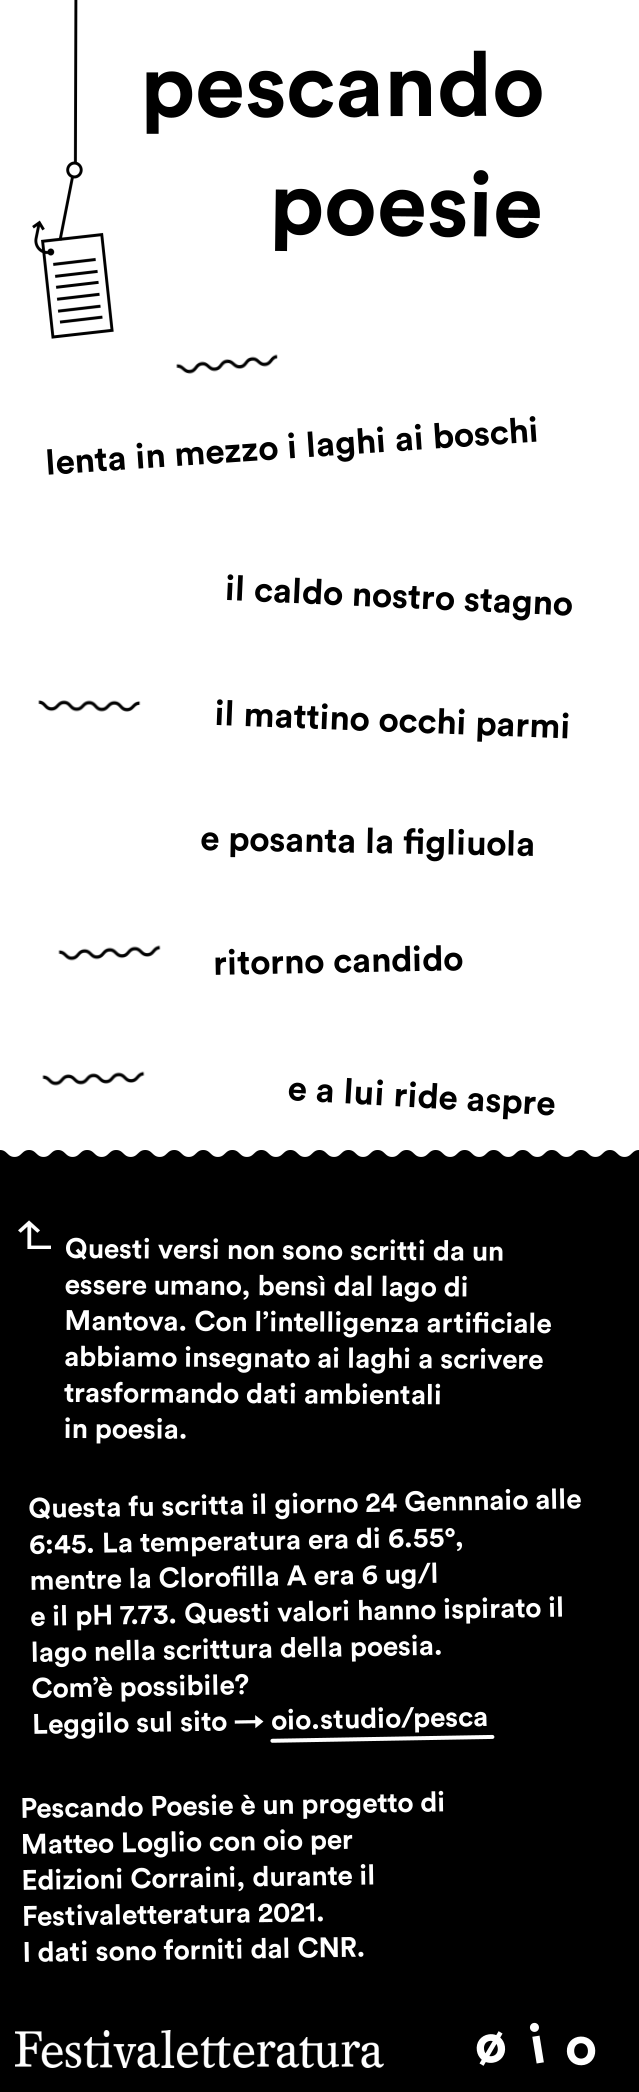 pescando
poesie
lenta in mezzo i laghi ai boschi
il caldo nostro stagno
il mattino occhi parmi
e posanta la figliuola
ritorno candido
e a lui ride aspre
Questi versi non sono scritti da un
essere umano, bensì dal lago di
Mantova. Con l’intelligenza artificiale
abbiamo insegnato ai laghi a scrivere
trasformando dati ambientali
in poesia.
Questa fu scritta il giorno 24 Gennnaio alle
6:45. La temperatura era di 6.55°,
mentre la Clorofilla A era 6 ug/l
e il pH 7.73. Questi valori hanno ispirato il
lago nella scrittura della poesia.
Com’è possibile?
Leggilo sul sito → oio.studio/pesca
Pescando Poesie è un progetto di
Matteo Loglio con oio per
Edizioni Corraini, durante il
Festivaletteratura 2021.
I dati sono forniti dal CNR.
Festivaletteratura
øio